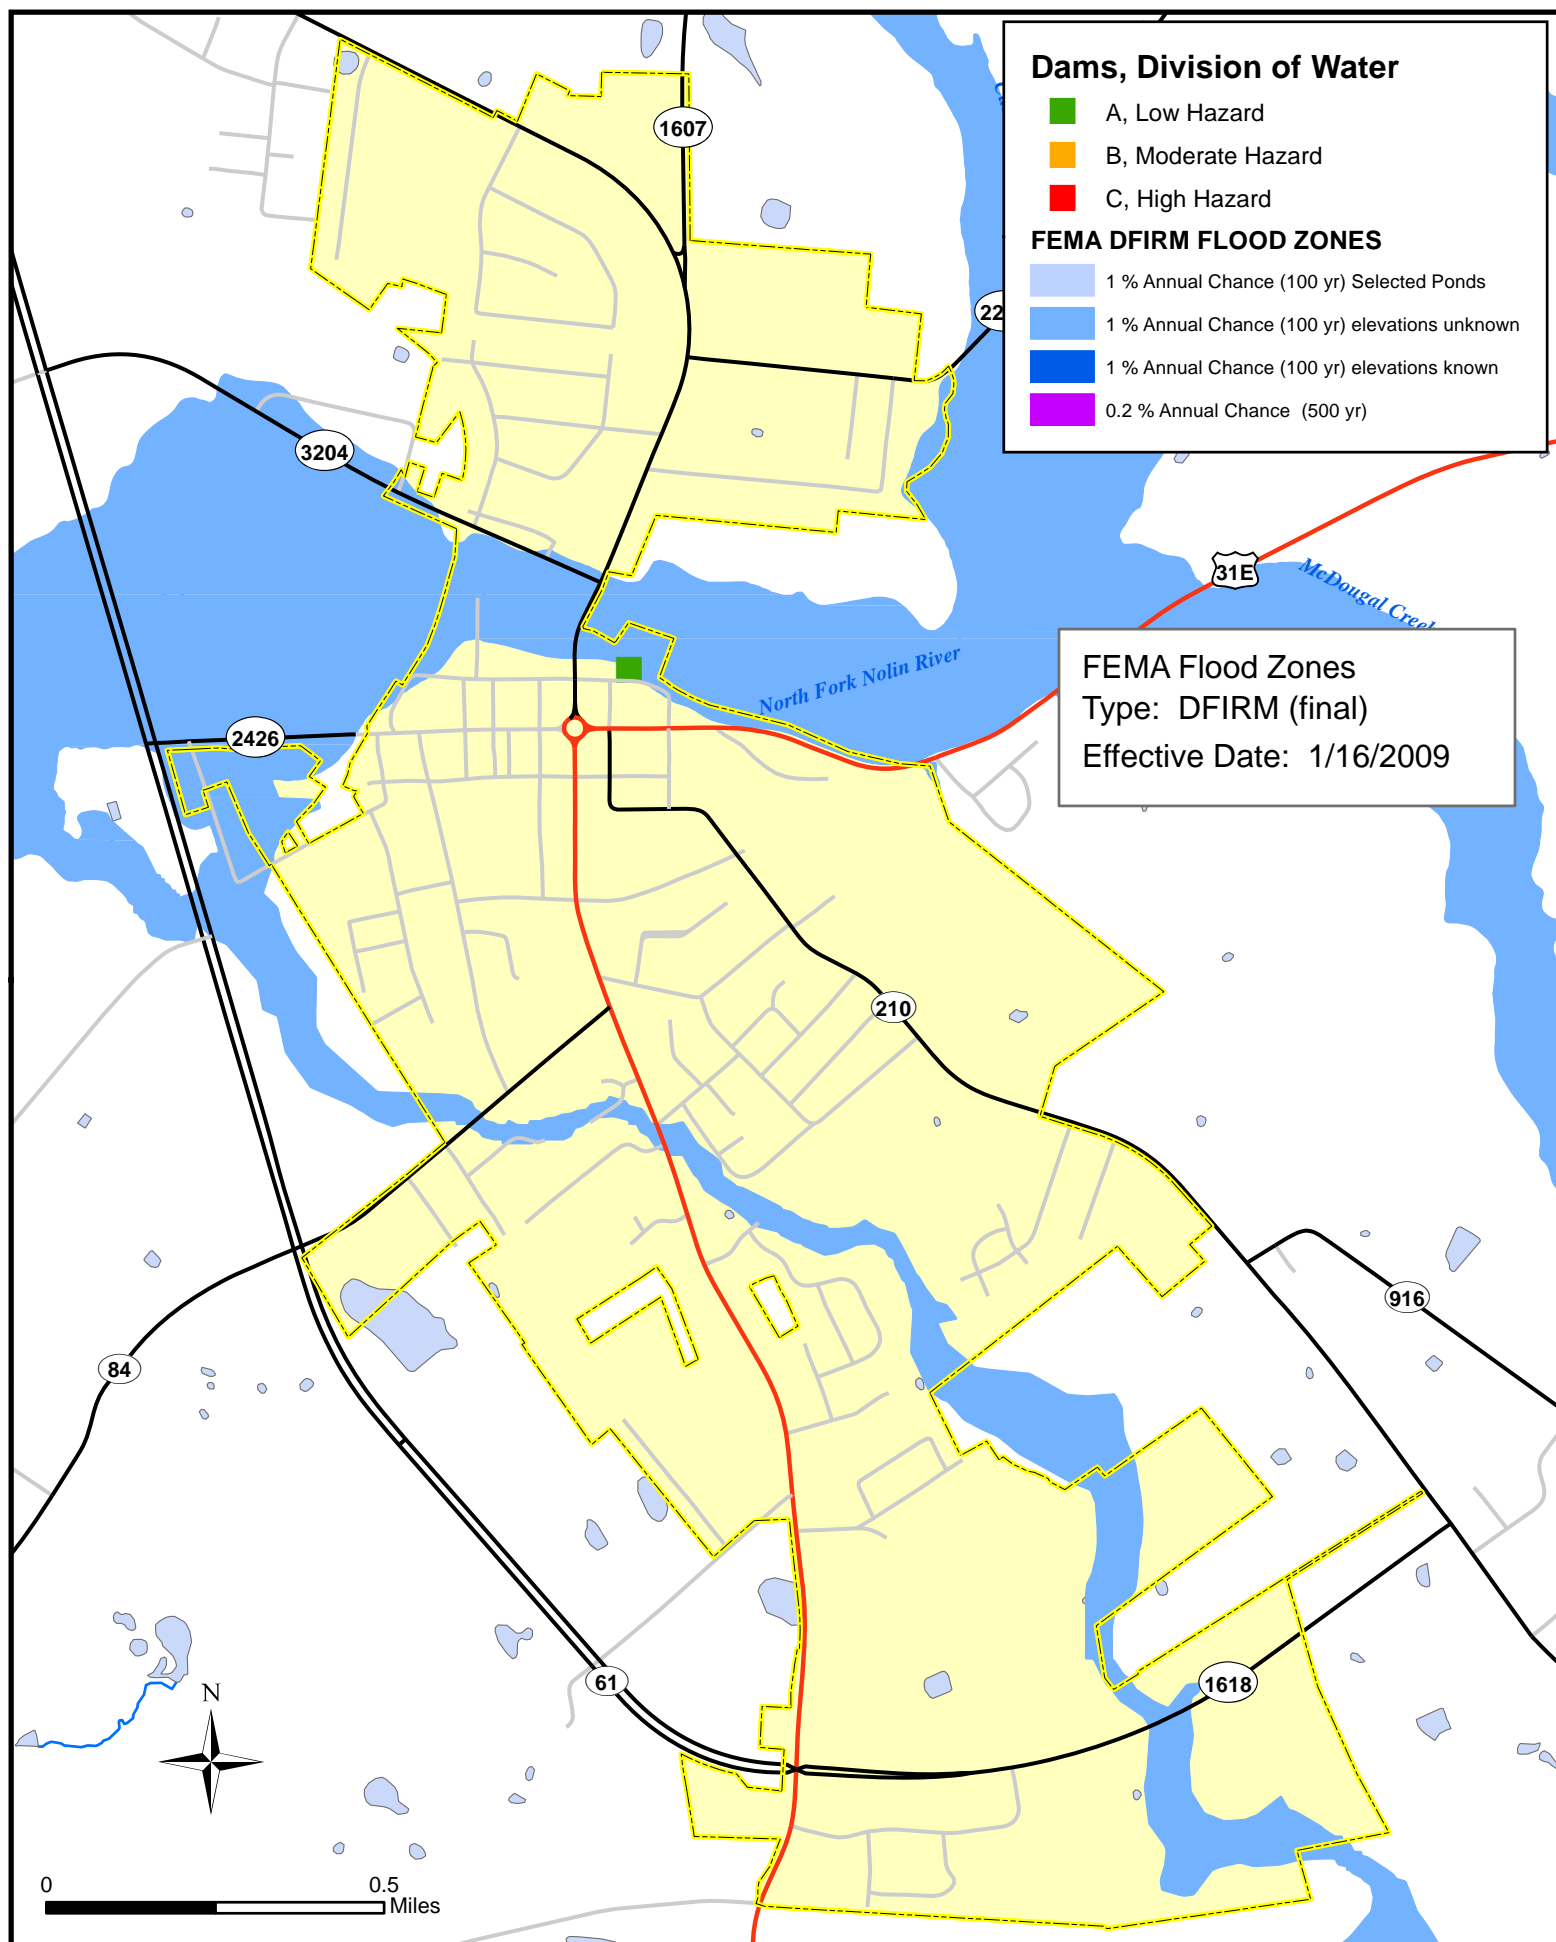 Dams, Division of Water
A, Low Hazard
B, Moderate Hazard
C, High Hazard
FEMA DFIRM FLOOD ZONES
1 % Annual Chance (100 yr) Selected Ponds
1 % Annual Chance (100 yr) elevations unknown
1 % Annual Chance (100 yr) elevations known
0.2 % Annual Chance (500 yr)
1607
22
3204
31E
McDougal Creek
FEMA Flood Zones
Type: DFIRM (final)
Effective Date: 1/16/2009
North Fork Nolin River
2426
210
916
84
61
1618
N
0 0.5
Miles